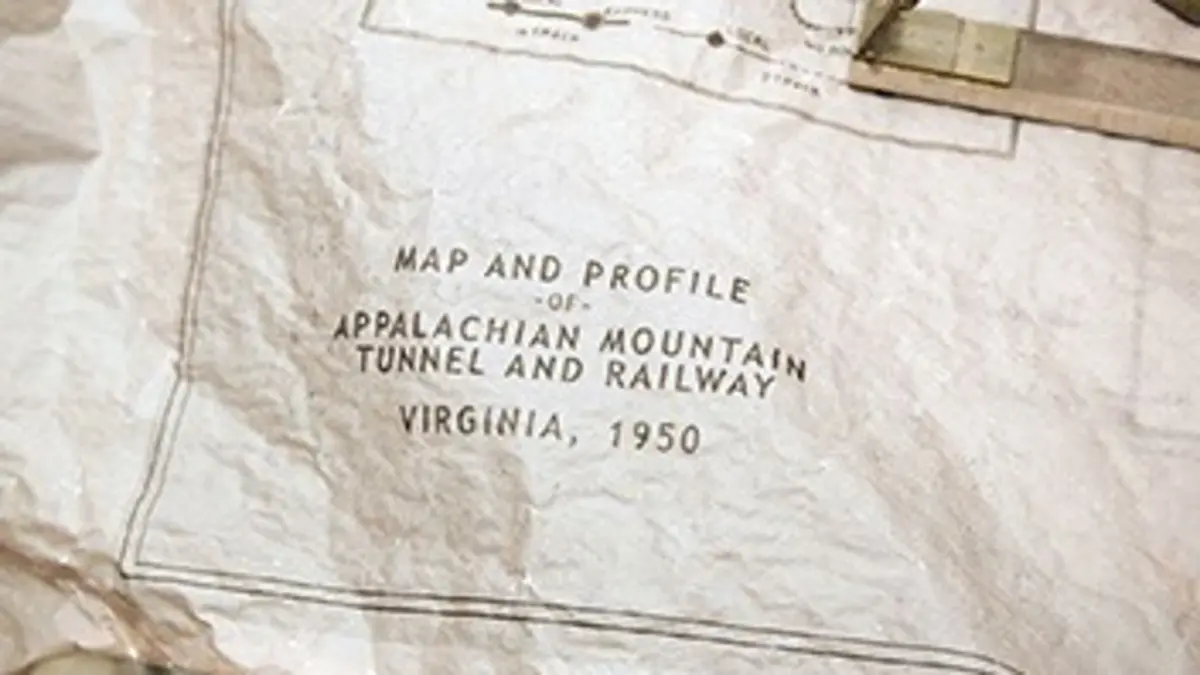 MAP AND PROFILE
-OF-
APPALACHIAN MOUNTAIN
TUNNEL AND RAILWAY
VIRGINIA, 1950